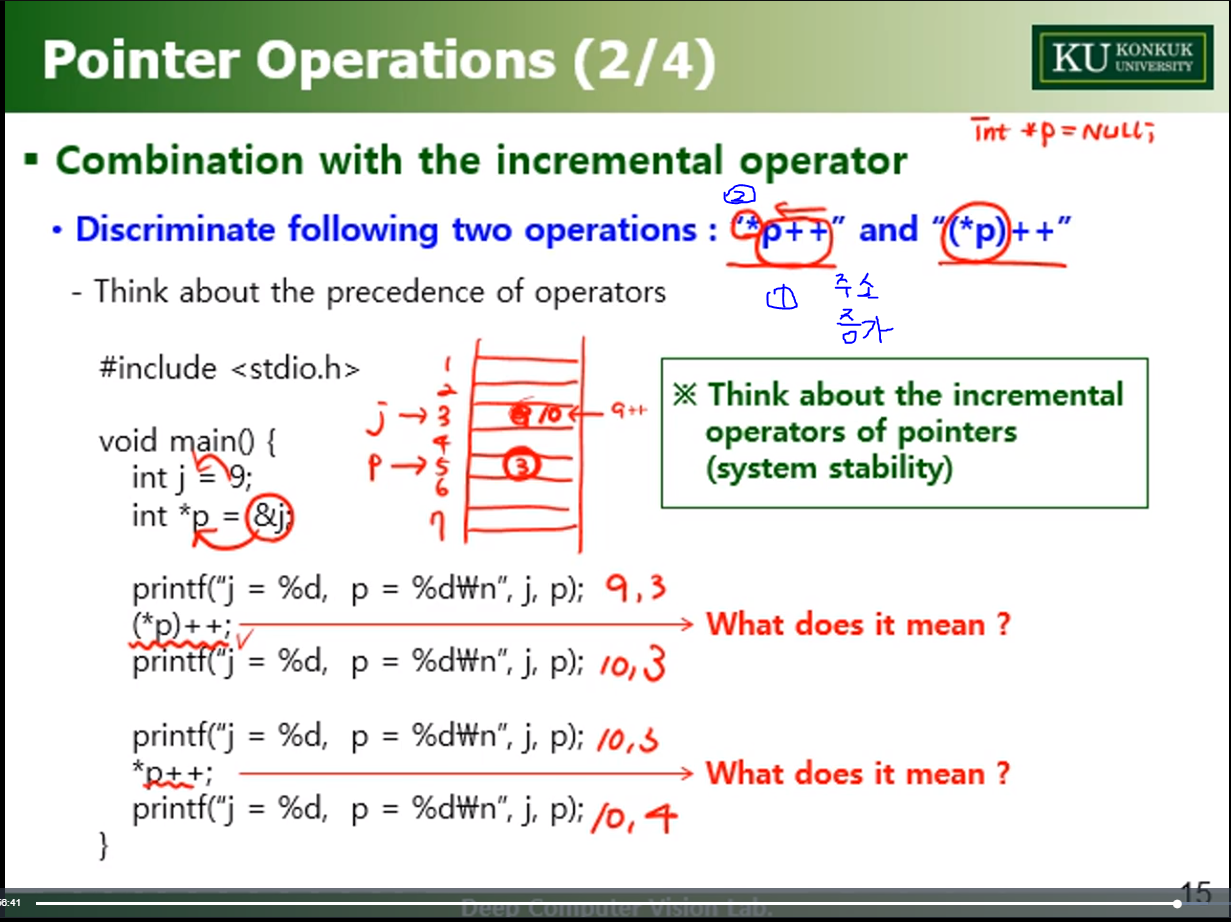 Pointer Operations (2/4)
KU KONKUK
UNIVERSITY
int *p = NULL;
▪ Combination with the incremental operator
②
• Discriminate following two operations : “*p++” and “(*p)++”
① 주소
증가
- Think about the precedence of operators
#include <stdio.h>
void main() {
int j = 9;
int *p = &j;
1
2
j → 3 10 ← 9++
4
p → 5 3
6
7
※ Think about the incremental
operators of pointers
(system stability)
printf(“j = %d, p = %d₩n”, j, p); 9, 3
(*p)++; What does it mean ?
printf(“j = %d, p = %d₩n”, j, p); 10, 3
printf(“j = %d, p = %d₩n”, j, p); 10, 3
*p++; What does it mean ?
printf(“j = %d, p = %d₩n”, j, p); 10, 4
}
6:41
15
Deep Computer Vision Lab.